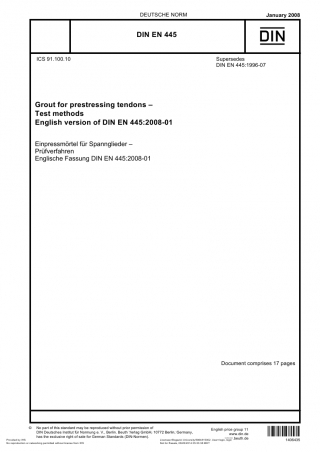 DEUTSCHE NORM
January 2008
DIN EN 445
DIN
ICS 91.100.10
Supersedes
DIN EN 445:1996-07
Grout for prestressing tendons –
Test methods
English version of DIN EN 445:2008-01
Einpressmörtel für Spannglieder –
Prüfverfahren
Englische Fassung DIN EN 445:2008-01
Document comprises 17 pages
© No part of this standard may be reproduced without prior permission of
DIN Deutsches Institut für Normung e. V., Berlin. Beuth Verlag GmbH, 10772 Berlin, Germany,
has the exclusive right of sale for German Standards (DIN-Normen).
English price group 11
www.din.de
beuth.de